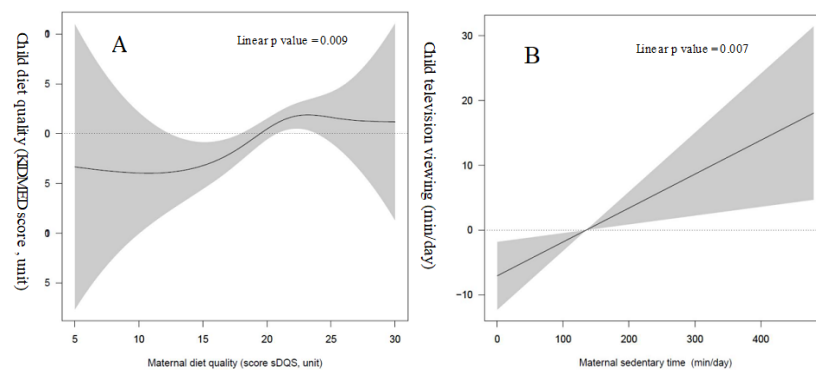 A
Linear p value = 0.009
Child diet quality (KIDMED score , unit)
5
0
5
5
5 10 15 20 25 30
Maternal diet quality (score sDQS, unit)
B
Linear p value = 0.007
Child television viewing (min/day)
30
20
10
0
−10
0 100 200 300 400
Maternal sedentary time (min/day)